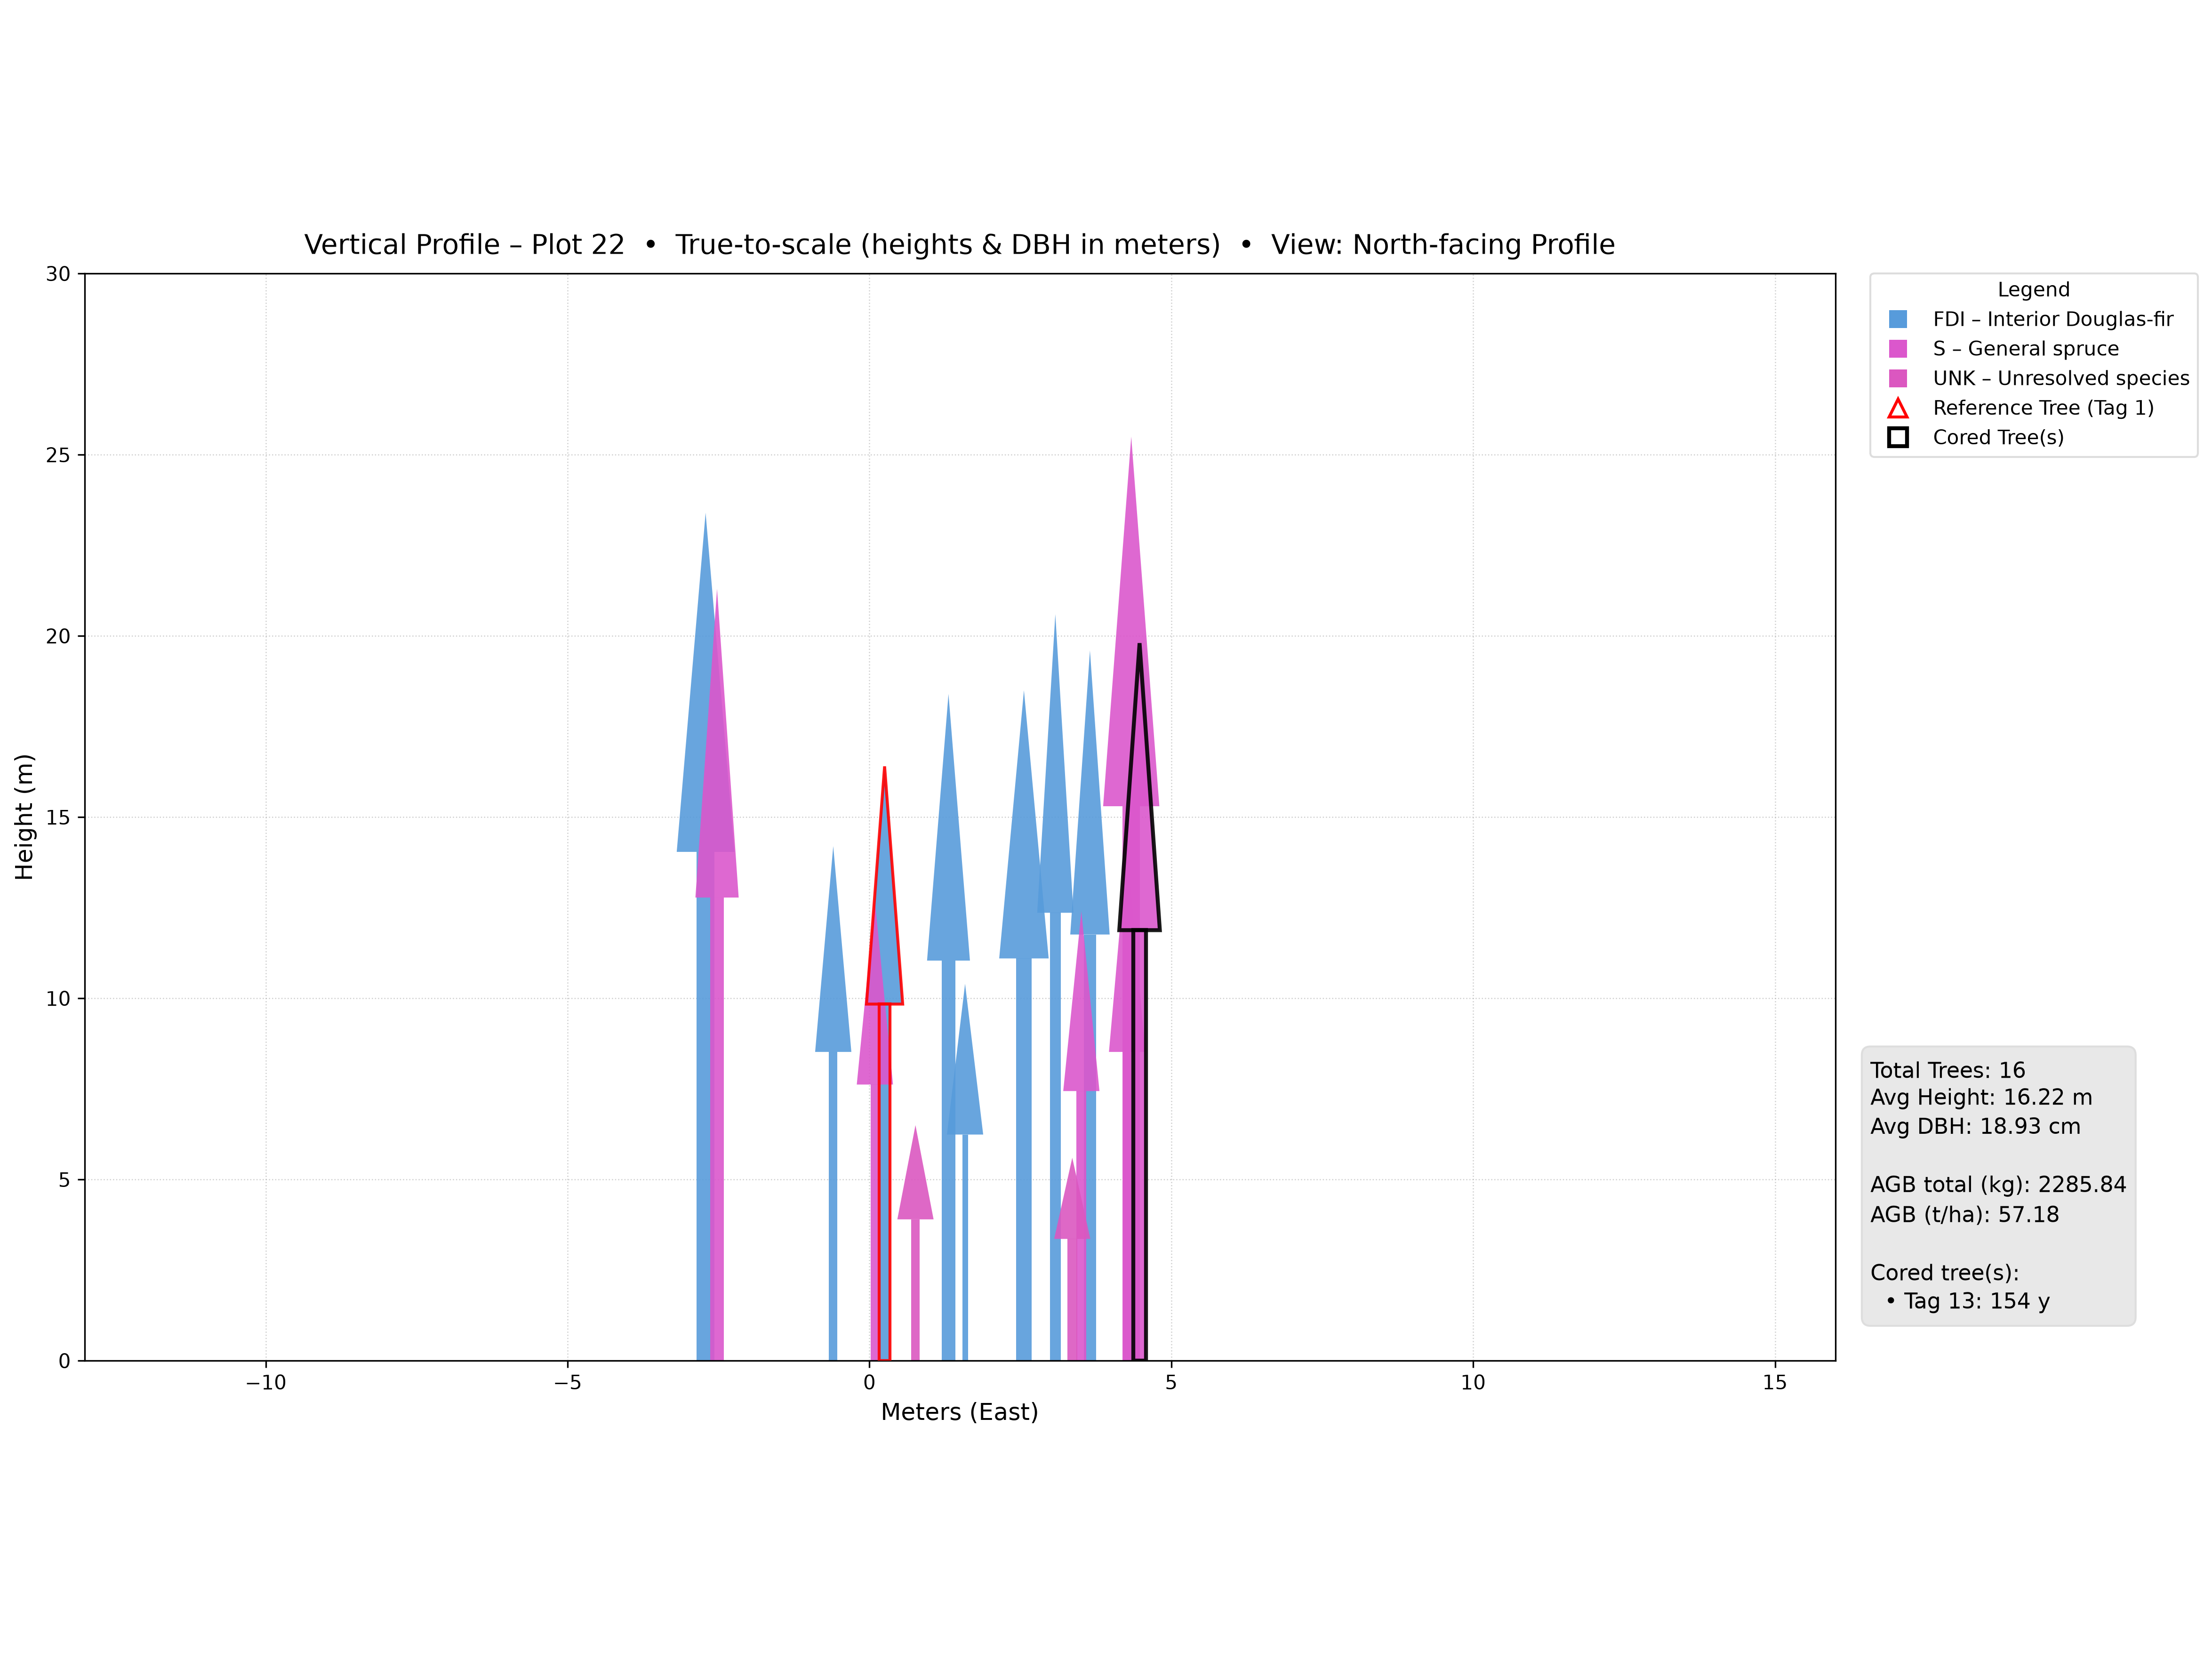 Vertical Profile – Plot 22 • True-to-scale (heights & DBH in meters) • View: North-facing Profile
Height (m)
30
25
20
15
10
5
0
−10
−5
0
5
10
15
Meters (East)
Legend
FDI – Interior Douglas-fir
S – General spruce
UNK – Unresolved species
Reference Tree (Tag 1)
Cored Tree(s)
Total Trees: 16
Avg Height: 16.22 m
Avg DBH: 18.93 cm
AGB total (kg): 2285.84
AGB (t/ha): 57.18
Cored tree(s):
• Tag 13: 154 y